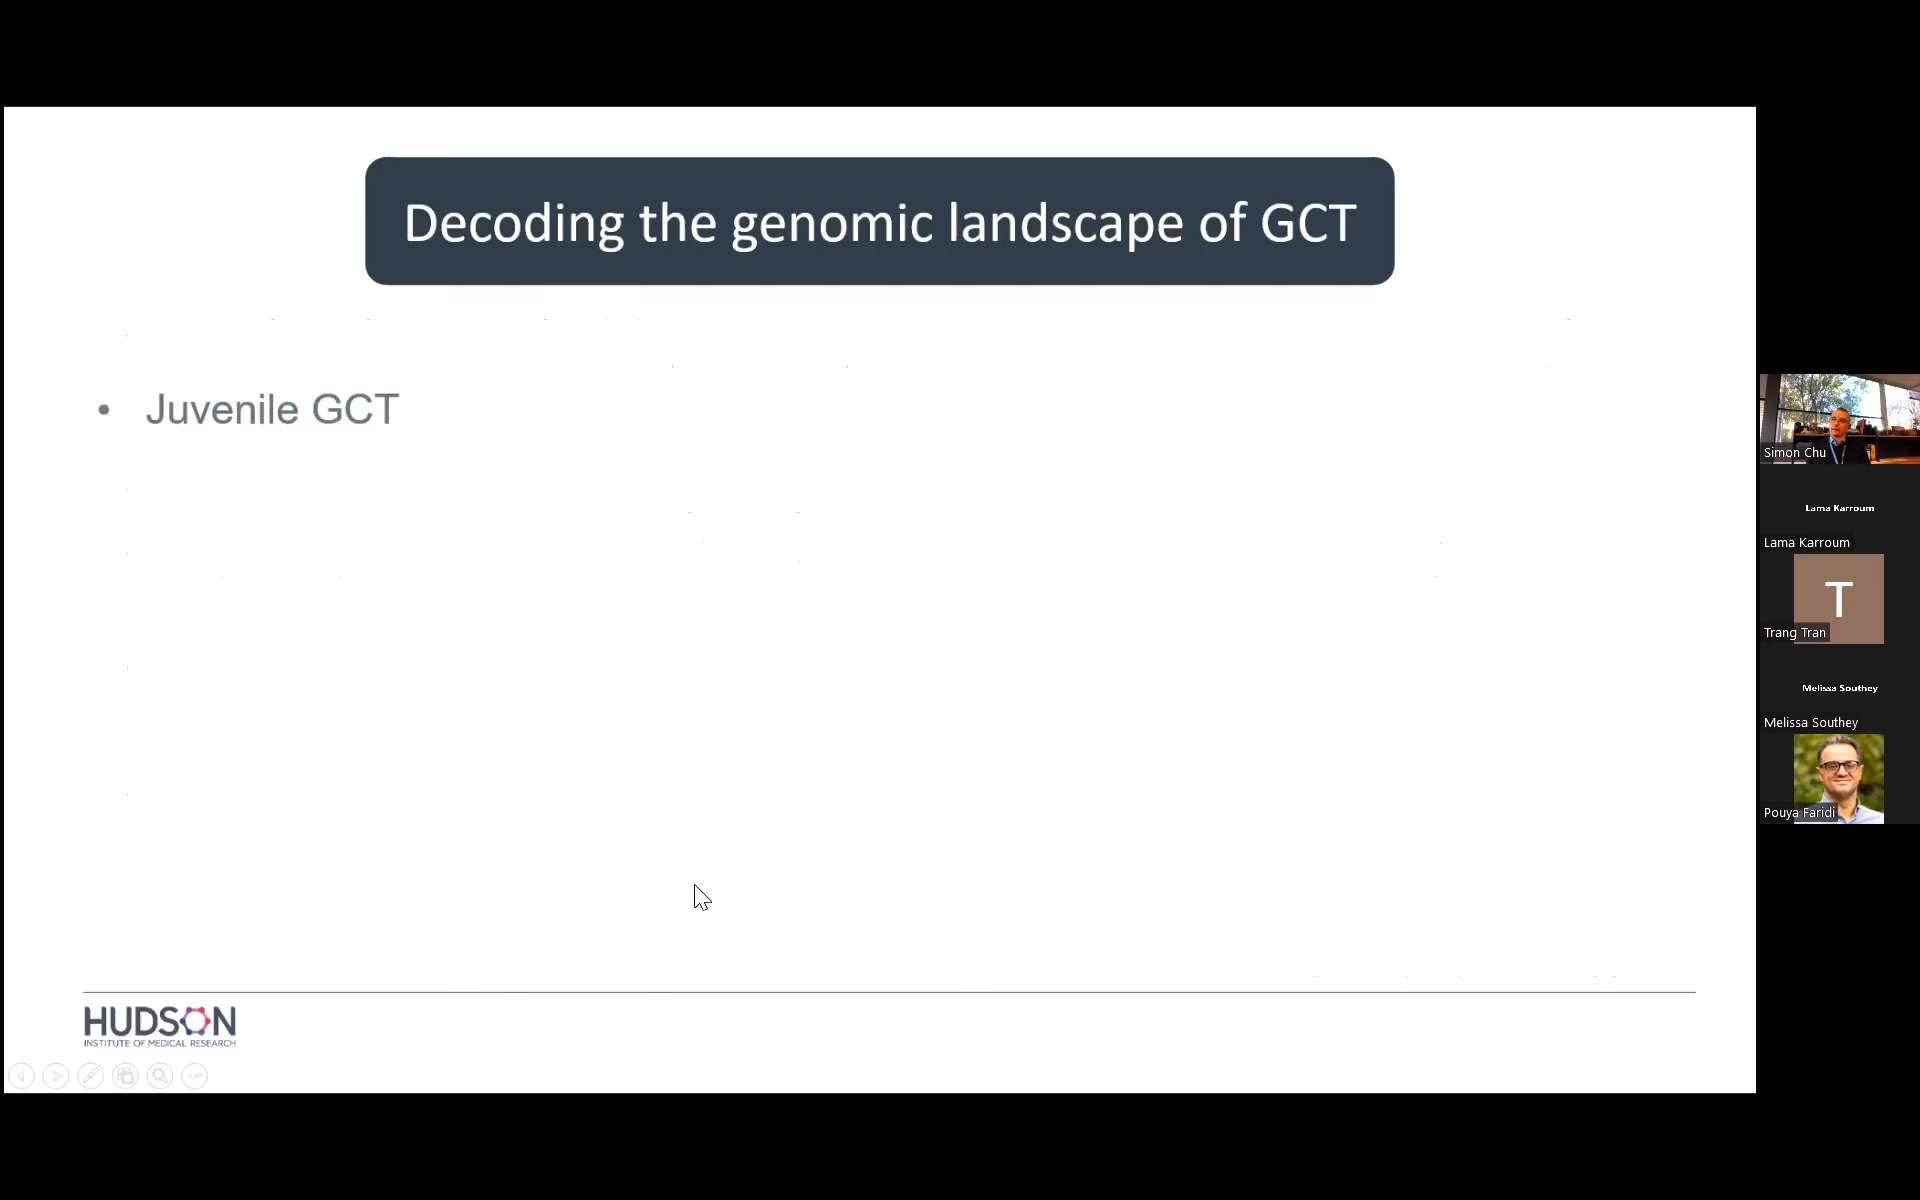 Decoding the genomic landscape of GCT
• Juvenile GCT
HUDSON
INSTITUTE OF MEDICAL RESEARCH
Simon Chu
Lama Karroum
Lama Karroum
T
Trang Tran
Melissa Southey
Melissa Southey
Pouya Faridi